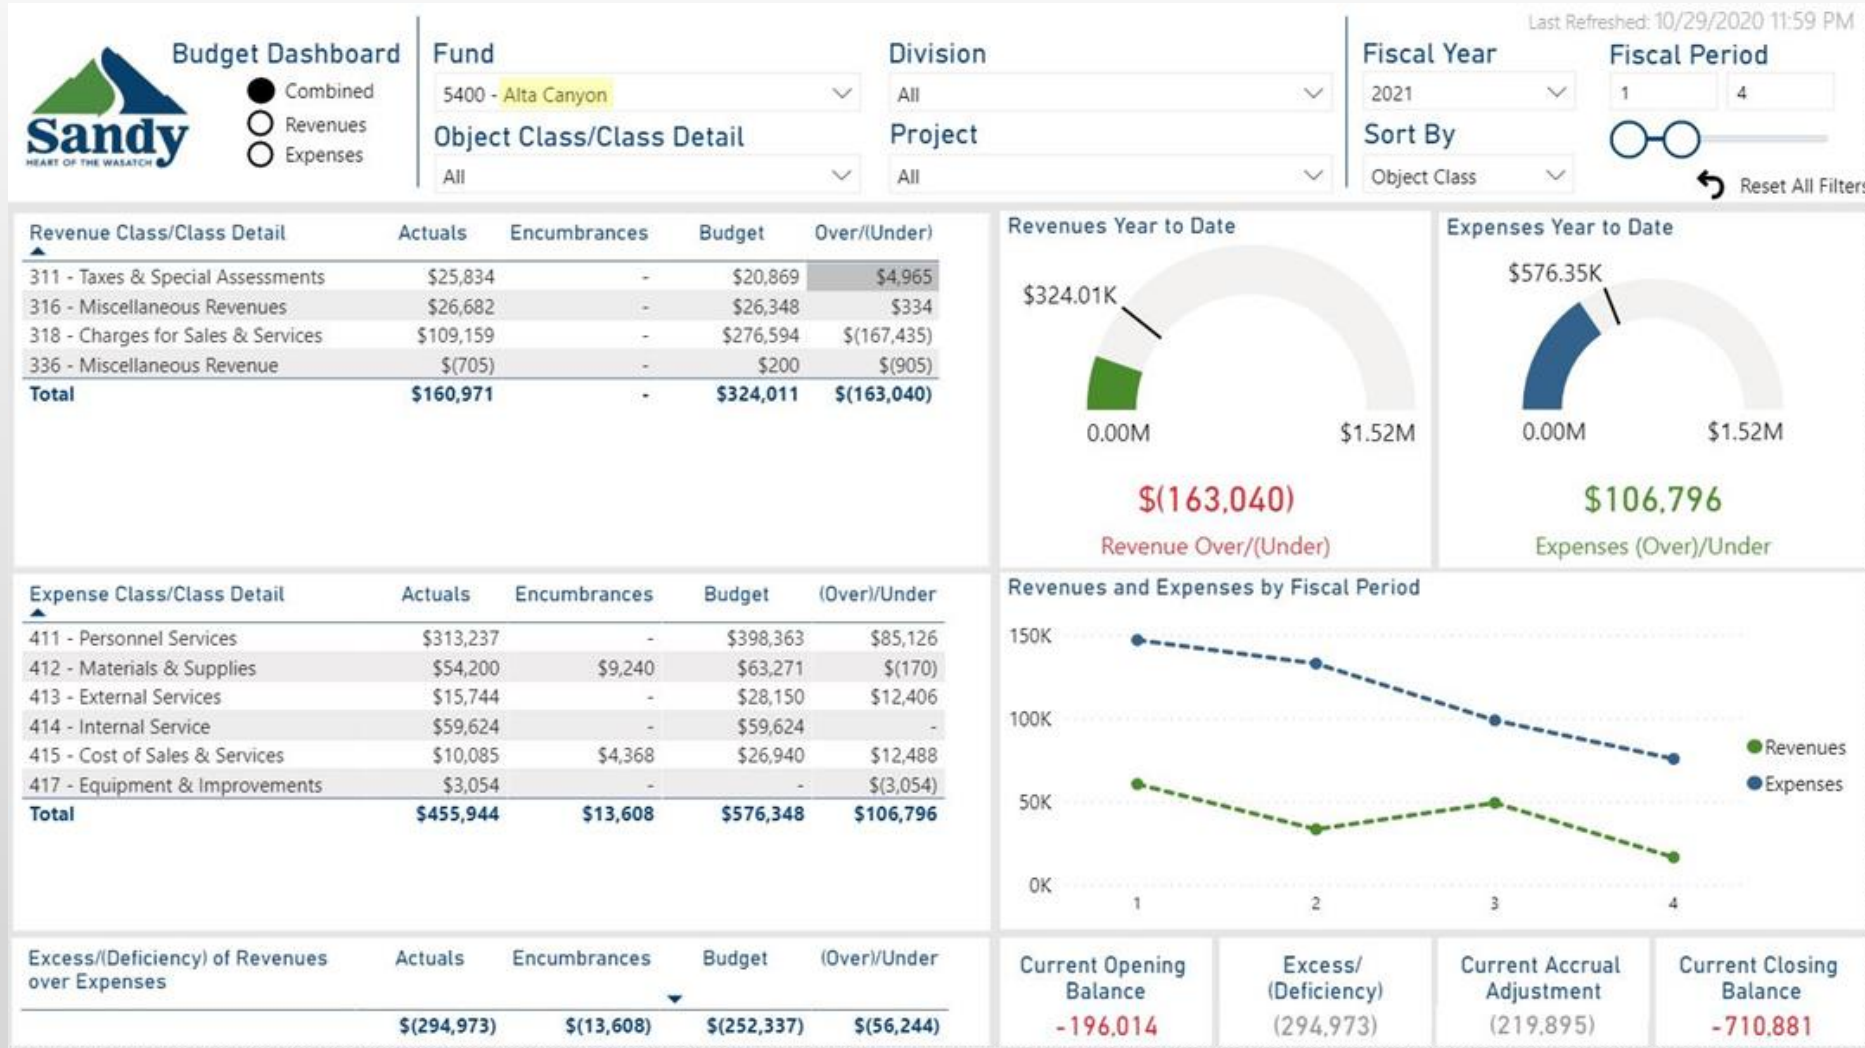 Last Refreshed: 10/29/2020 11:59 PM
Sandy
HEART OF THE WASATCH
Budget Dashboard
Combined
Revenues
Expenses
Fund
5400 - Alta Canyon
Object Class/Class Detail
All
Division
All
Project
All
Fiscal Year
2021
Sort By
Object Class
Fiscal Period
1 4
Reset All Filters
Revenue Class/Class Detail Actuals Encumbrances Budget Over/(Under)
311 - Taxes & Special Assessments $25,834 - $20,869 $4,965
316 - Miscellaneous Revenues $26,682 - $26,348 $334
318 - Charges for Sales & Services $109,159 - $276,594 $(167,435)
336 - Miscellaneous Revenue $(705) - $200 $(905)
Total $160,971 - $324,011 $(163,040)
Revenues Year to Date
$324.01K
0.00M $1.52M
$(163,040)
Revenue Over/(Under)
Expenses Year to Date
$576.35K
0.00M $1.52M
$106,796
Expenses (Over)/Under
Expense Class/Class Detail Actuals Encumbrances Budget (Over)/Under
411 - Personnel Services $313,237 - $398,363 $85,126
412 - Materials & Supplies $54,200 $9,240 $63,271 $(170)
413 - External Services $15,744 - $28,150 $12,406
414 - Internal Service $59,624 - $59,624 -
415 - Cost of Sales & Services $10,085 $4,368 $26,940 $12,488
417 - Equipment & Improvements $3,054 - - $(3,054)
Total $455,944 $13,608 $576,348 $106,796
Revenues and Expenses by Fiscal Period
150K
100K
50K
0K
1 2 3 4
Revenues
Expenses
Excess/(Deficiency) of Revenues
over Expenses
Actuals Encumbrances Budget (Over)/Under
$(294,973) $(13,608) $(252,337) $(56,244)
Current Opening
Balance
-196,014
Excess/
(Deficiency)
(294,973)
Current Accrual
Adjustment
(219,895)
Current Closing
Balance
-710,881